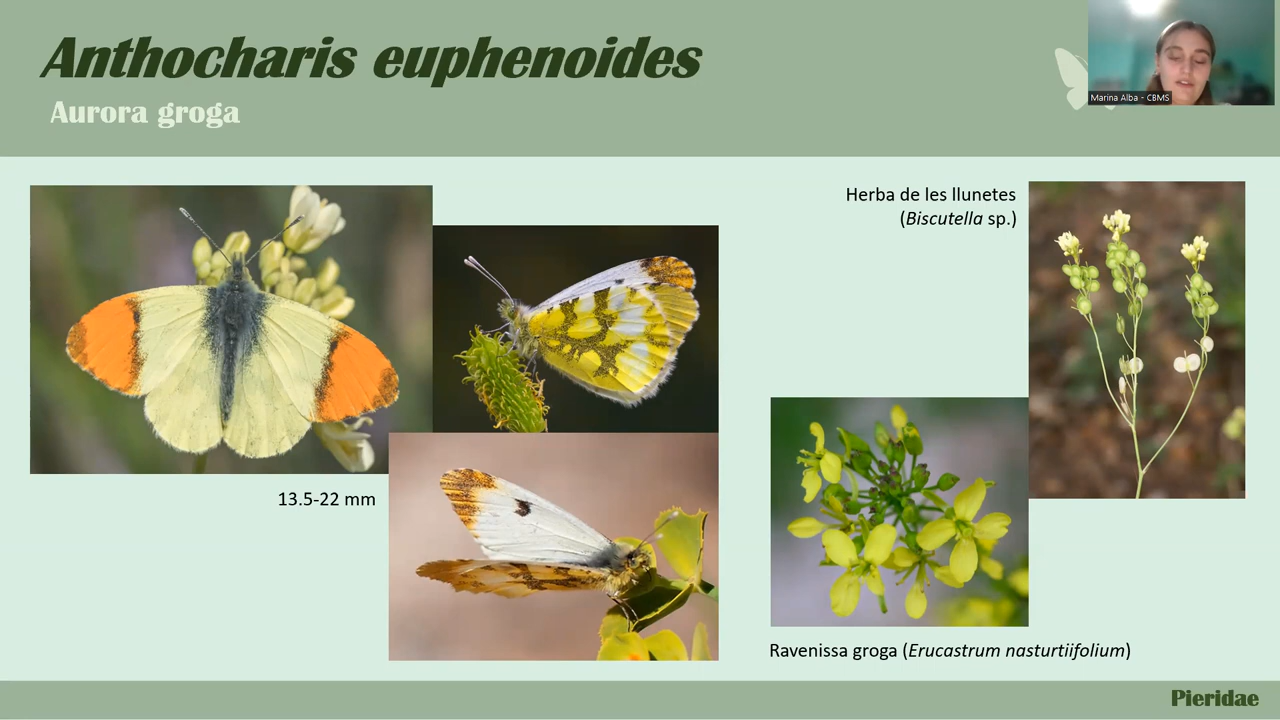 Anthocharis euphenoides
Aurora groga
Marina Alba - CBMS
Herba de les llunetes
(Biscutella sp.)
13.5-22 mm
Ravenissa groga (Erucastrum nasturtiifolium)
Pieridae